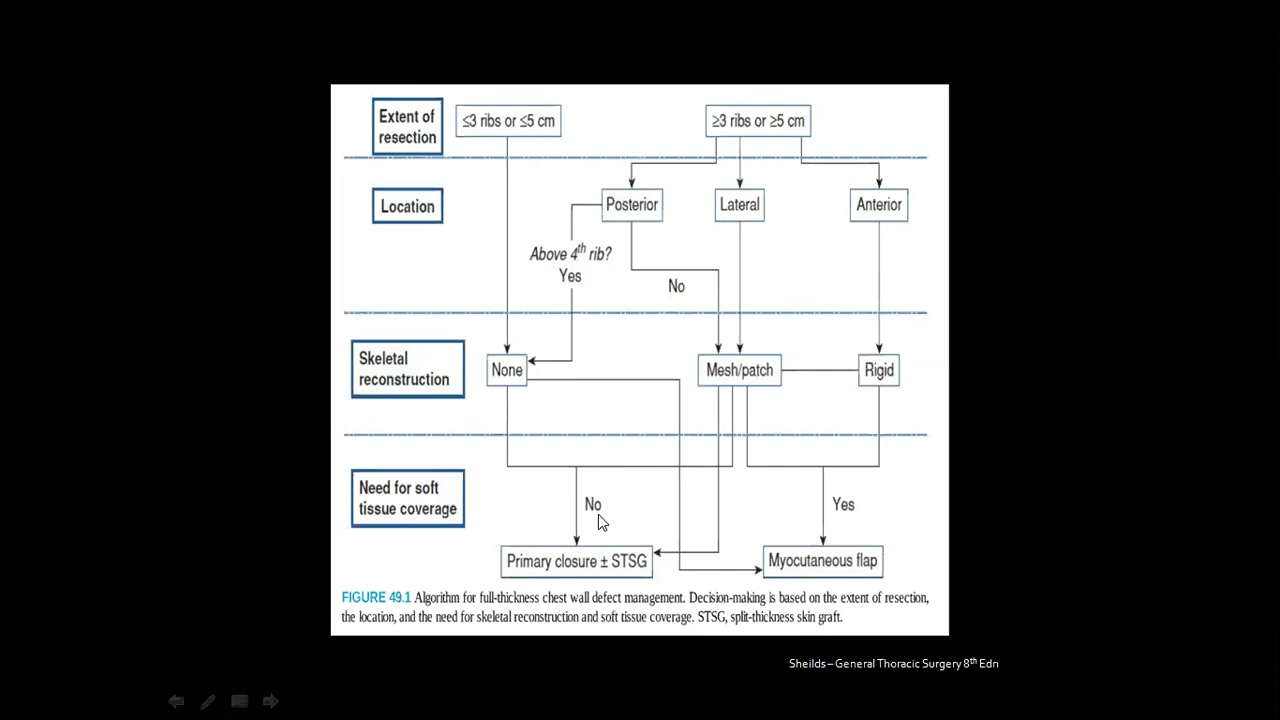 Extent of
resection
≤3 ribs or ≤5 cm
≥3 ribs or ≥5 cm
Location
Posterior
Lateral
Anterior
Above 4th rib?
Yes
No
Skeletal
reconstruction
None
Mesh/patch
Rigid
Need for soft
tissue coverage
No
Yes
Primary closure ± STSG
Myocutaneous flap
FIGURE 49.1 Algorithm for full-thickness chest wall defect management. Decision-making is based on the extent of resection,
the location, and the need for skeletal reconstruction and soft tissue coverage. STSG, split-thickness skin graft.
Sheilds – General Thoracic Surgery 8th Edn